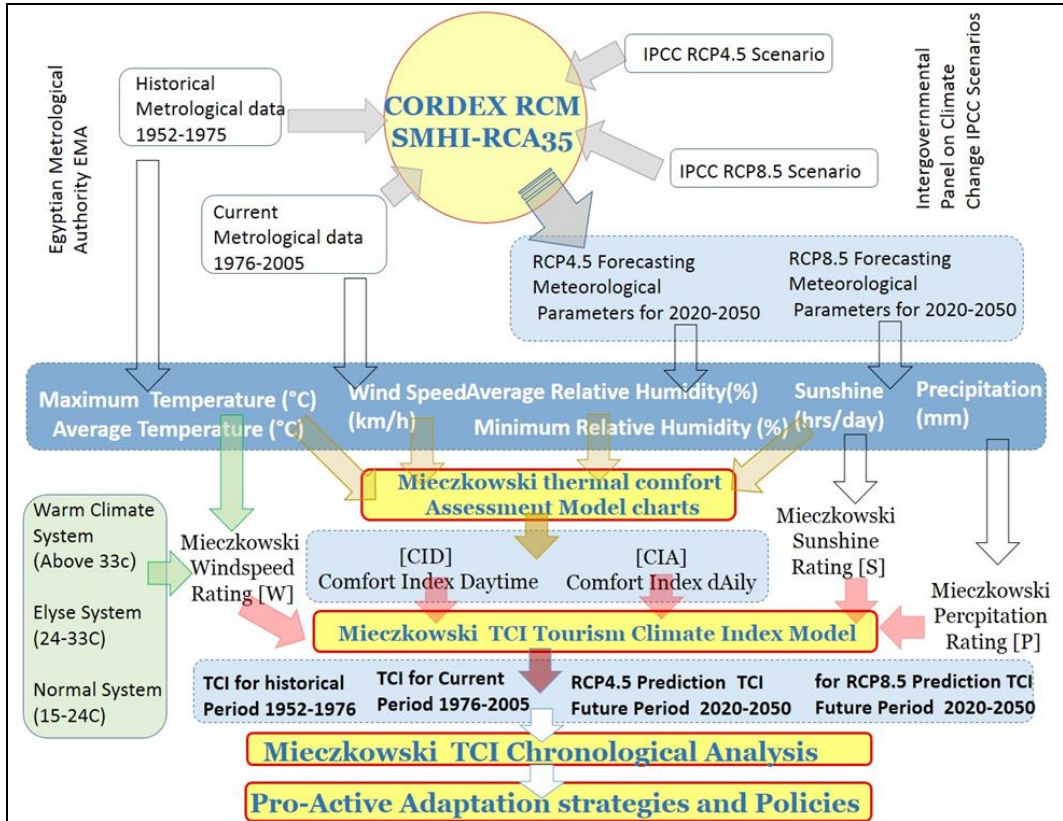 Egyptian Metrological
Authority EMA
Historical
Metrological data
1952-1975
CORDEX RCM
SMHI-RCA35
IPCC RCP4.5 Scenario
IPCC RCP8.5 Scenario
Intergovernmental
Panel on Climate
Change IPCC Scenarios
Current
Metrological data
1976-2005
RCP4.5 Forecasting
Meteorological
Parameters for 2020-2050
RCP8.5 Forecasting
Meteorological
Parameters for 2020-2050
Maximum Temperature (°C)
Average Temperature (°C)
Wind Speed
(km/h)
Average Relative Humidity(%)
Minimum Relative Humidity (%)
Sunshine
(hrs/day)
Precipitation
(mm)
Mieczkowski thermal comfort
Assessment Model charts
Warm Climate
System
(Above 33c)
Elyse System
(24-33C)
Normal System
(15-24C)
Mieczkowski
Windspeed
Rating [W]
[CID]
Comfort Index Daytime
[CIA]
Comfort Index dAily
Mieczkowski
Sunshine
Rating [S]
Mieczkowski
Percpitation
Rating [P]
Mieczkowski TCI Tourism Climate Index Model
TCI for historical
Period 1952-1976
TCI for Current
Period 1976-2005
RCP4.5 Prediction TCI
Future Period 2020-2050
for RCP8.5 Prediction TCI
Future Period 2020-2050
Mieczkowski TCI Chronological Analysis
Pro-Active Adaptation strategies and Policies